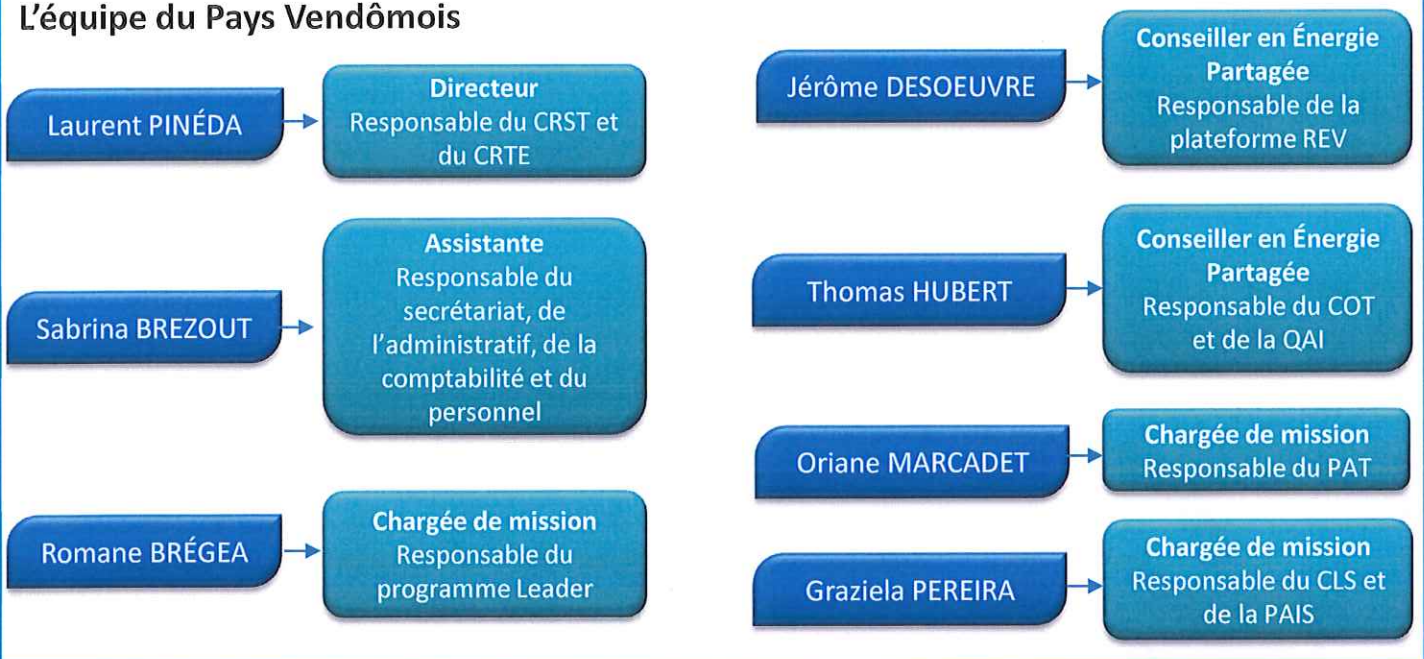 L'équipe du Pays Vendômois
Laurent PINÉDA
Directeur
Responsable du CRST et
du CRTE
Sabrina BREZOUT
Assistante
Responsable du
secrétariat, de
l'administratif, de la
comptabilité et du
personnel
Romane BRÉGEA
Chargée de mission
Responsable du
programme Leader
Jérôme DESOEUVRE
Conseiller en Énergie
Partagée
Responsable de la
plateforme REV
Thomas HUBERT
Conseiller en Énergie
Partagée
Responsable du COT
et de la QAI
Oriane MARCADET
Chargée de mission
Responsable du PAT
Graziela PEREIRA
Chargée de mission
Responsable du CLS et
de la PAIS